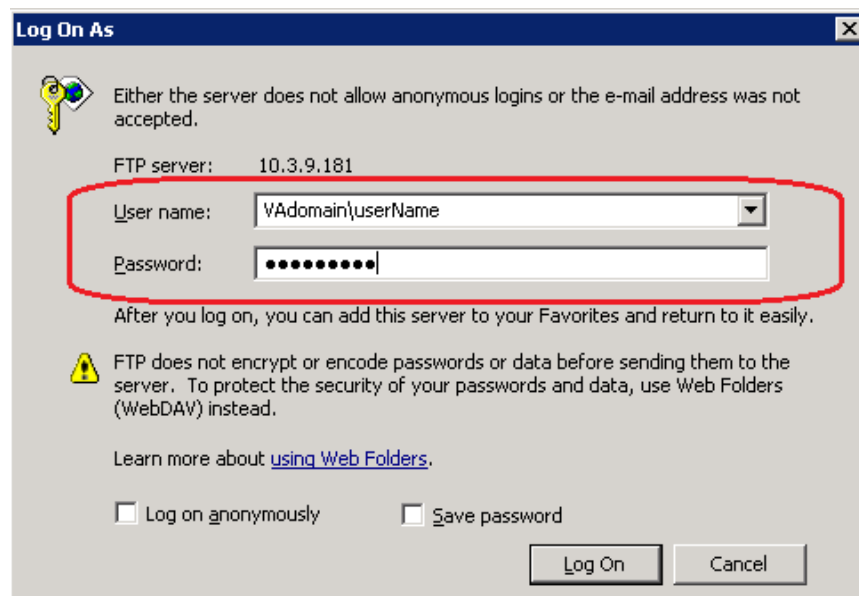 Log On As
Either the server does not allow anonymous logins or the e-mail address was not
accepted.
FTP server: 10.3.9.181
User name: VAdomain\userName
Password: ●●●●●●●●●
After you log on, you can add this server to your Favorites and return to it easily.
FTP does not encrypt or encode passwords or data before sending them to the
server. To protect the security of your passwords and data, use Web Folders
(WebDAV) instead.
Learn more about using Web Folders.
Log on anonymously Save password
Log On Cancel